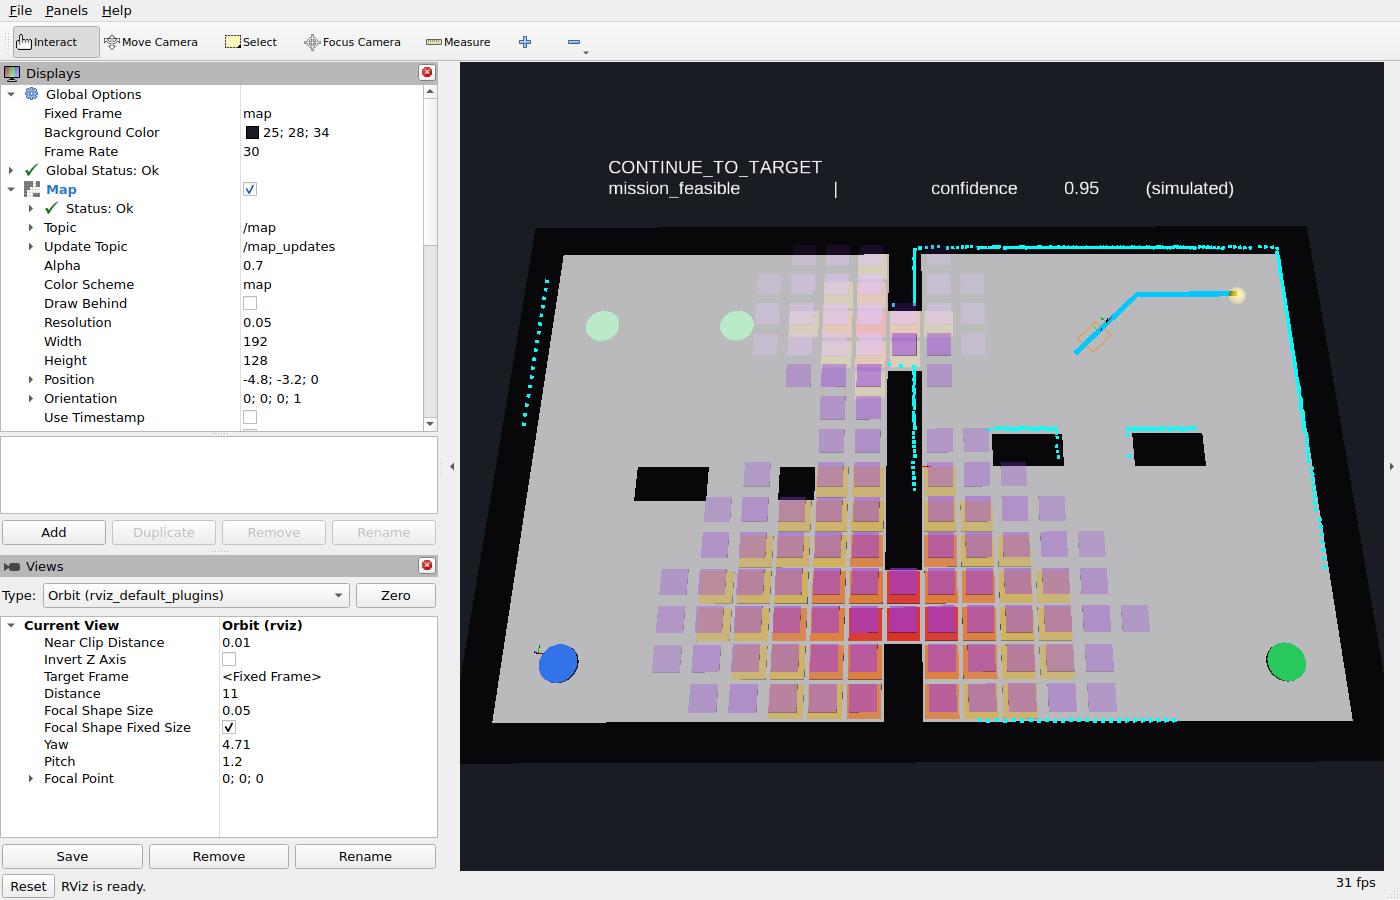 File Panels Help
Interact Move Camera Select Focus Camera Measure
Displays
Global Options
Fixed Frame map
Background Color 25; 28; 34
Frame Rate 30
Global Status: Ok
Map
Status: Ok
Topic /map
Update Topic /map_updates
Alpha 0.7
Color Scheme map
Draw Behind
Resolution 0.05
Width 192
Height 128
Position -4.8; -3.2; 0
Orientation 0; 0; 0; 1
Use Timestamp
Add Duplicate Remove Rename
Views
Type: Orbit (rviz_default_plugins) Zero
Current View Orbit (rviz)
Near Clip Distance 0.01
Invert Z Axis
Target Frame <Fixed Frame>
Distance 11
Focal Shape Size 0.05
Focal Shape Fixed Size
Yaw 4.71
Pitch 1.2
Focal Point 0; 0; 0
Save Remove Rename
Reset RViz is ready.
CONTINUE_TO_TARGET
mission_feasible | confidence 0.95 (simulated)
31 fps